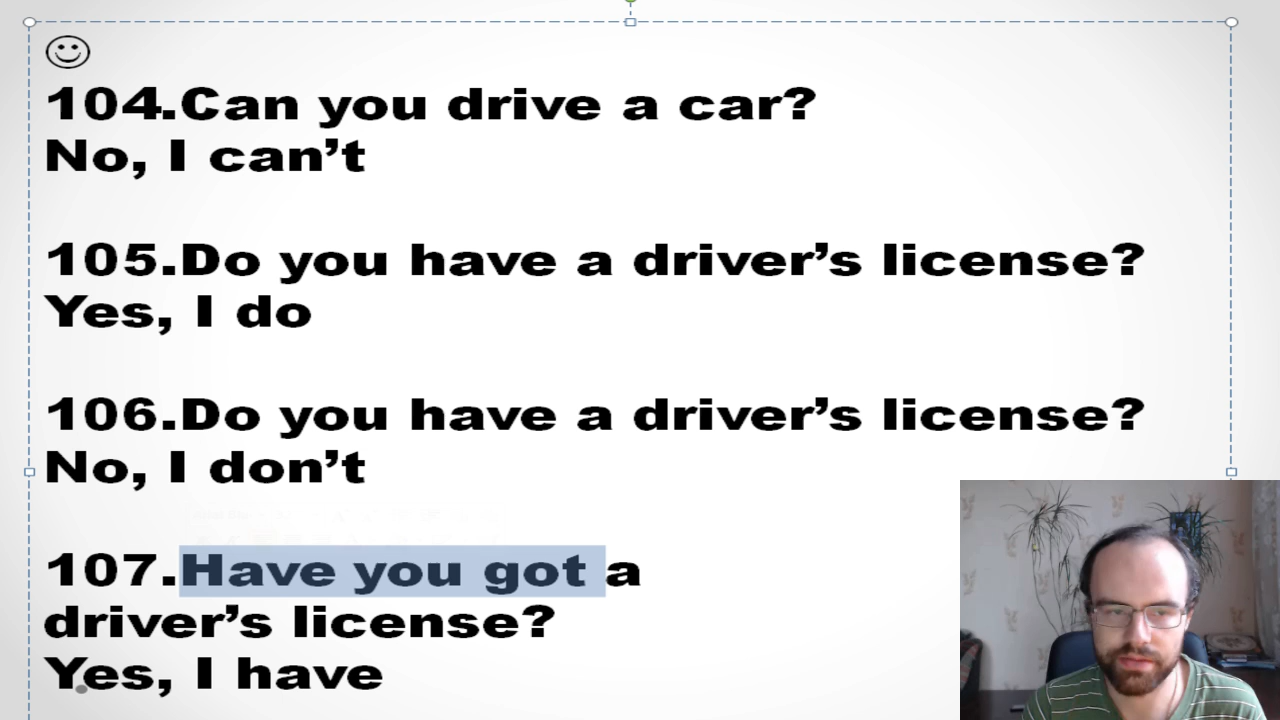 104.Can you drive a car?
No, I can’t
105.Do you have a driver’s license?
Yes, I do
106.Do you have a driver’s license?
No, I don’t
107.Have you got a
driver’s license?
Yes, I have